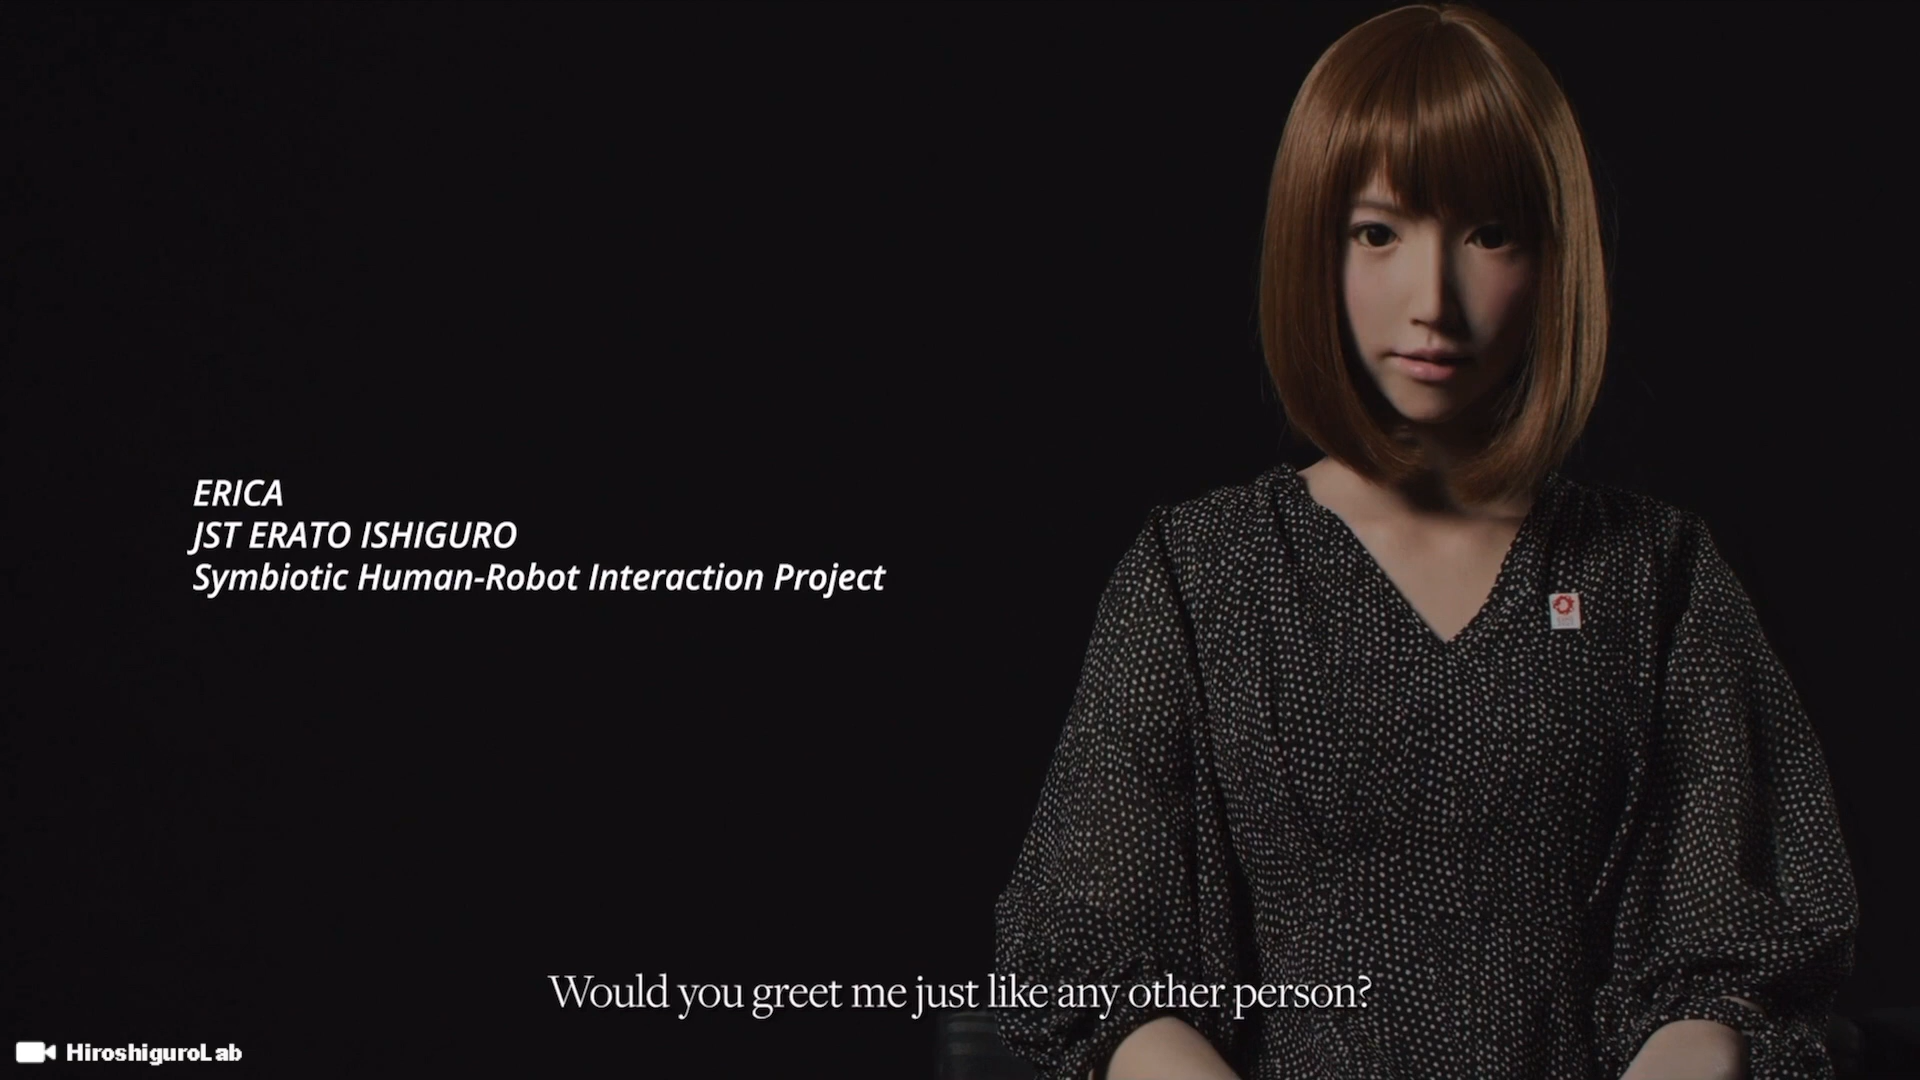 ERICA
JST ERATO ISHIGURO
Symbiotic Human-Robot Interaction Project
Would you greet me just like any other person?
HiroshiguroLab